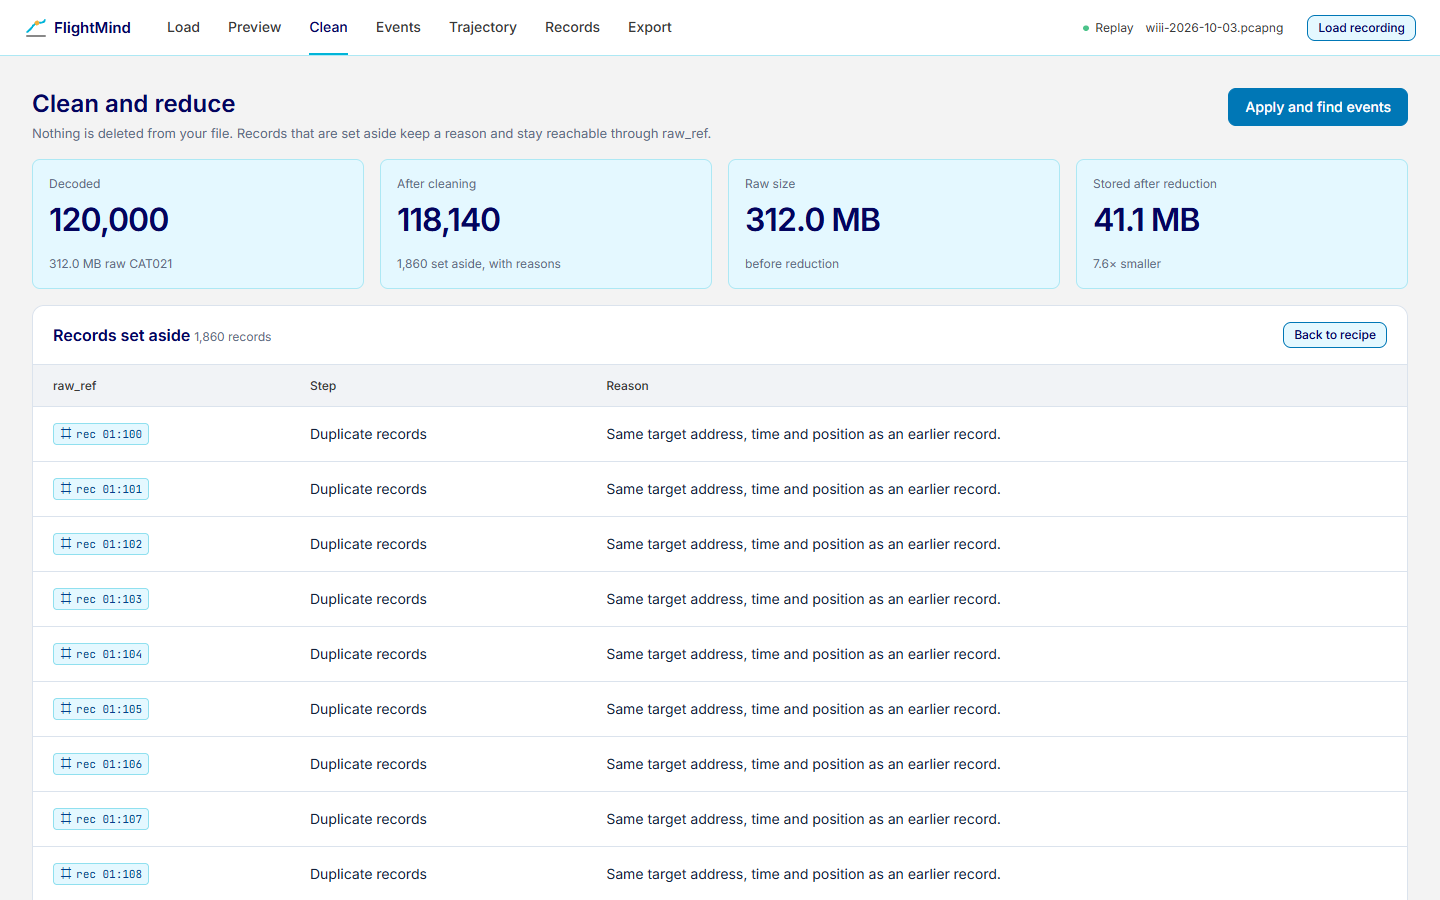 FlightMind
Load
Preview
Clean
Events
Trajectory
Records
Export
Replay
wiii-2026-10-03.pcapng
Load recording
Clean and reduce
Nothing is deleted from your file. Records that are set aside keep a reason and stay reachable through raw_ref.
Apply and find events
Decoded
120,000
312.0 MB raw CAT021
After cleaning
118,140
1,860 set aside, with reasons
Raw size
312.0 MB
before reduction
Stored after reduction
41.1 MB
7.6× smaller
Records set aside 1,860 records
Back to recipe
raw_ref Step Reason
rec 01:100 Duplicate records Same target address, time and position as an earlier record.
rec 01:101 Duplicate records Same target address, time and position as an earlier record.
rec 01:102 Duplicate records Same target address, time and position as an earlier record.
rec 01:103 Duplicate records Same target address, time and position as an earlier record.
rec 01:104 Duplicate records Same target address, time and position as an earlier record.
rec 01:105 Duplicate records Same target address, time and position as an earlier record.
rec 01:106 Duplicate records Same target address, time and position as an earlier record.
rec 01:107 Duplicate records Same target address, time and position as an earlier record.
rec 01:108 Duplicate records Same target address, time and position as an earlier record.